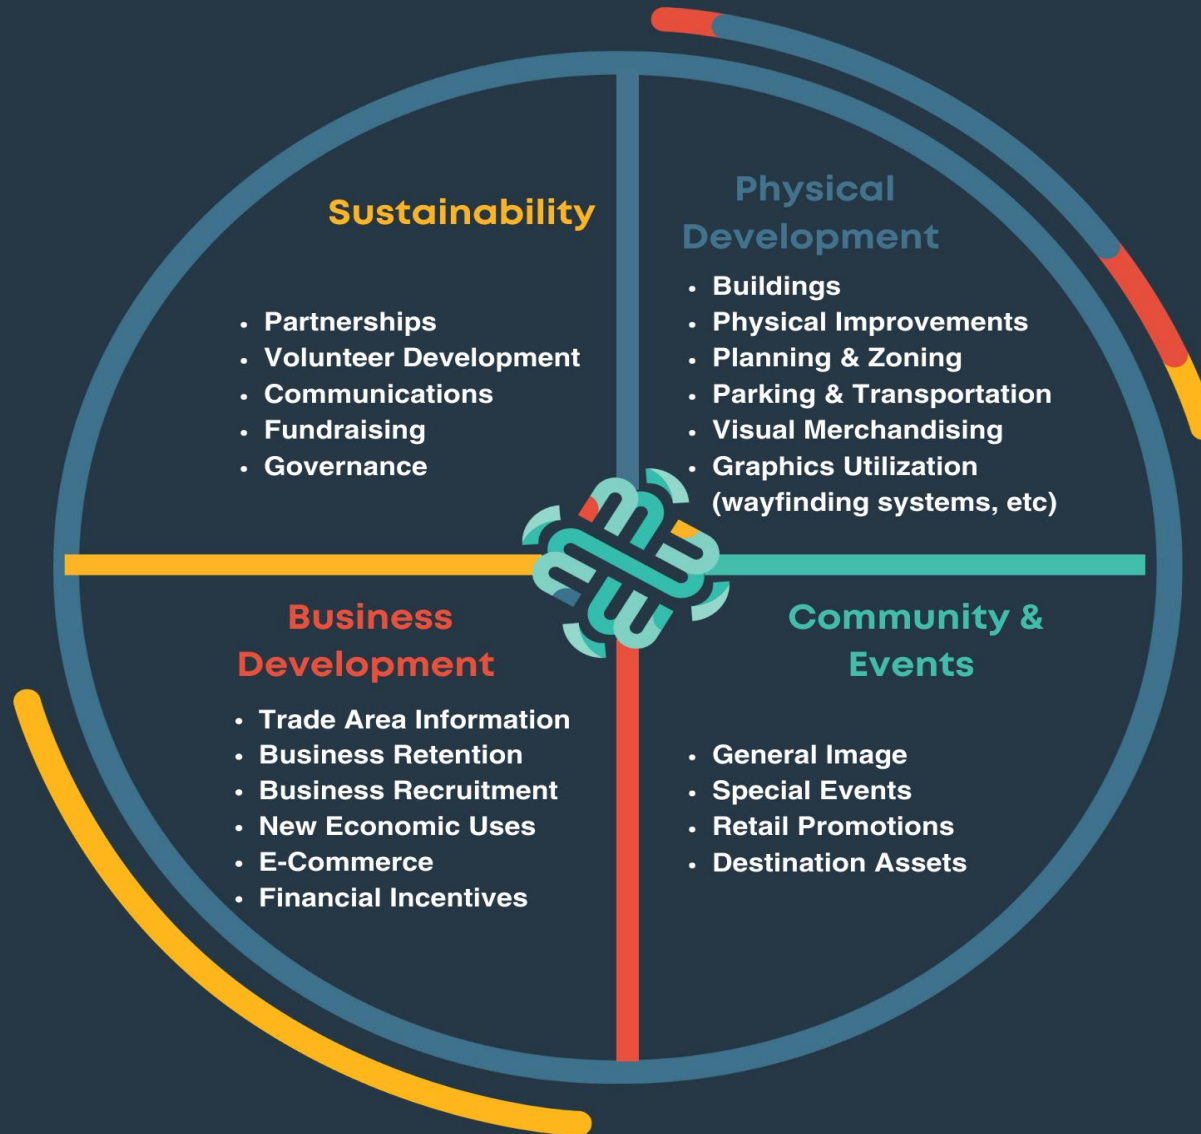 Sustainability
• Partnerships
• Volunteer Development
• Communications
• Fundraising
• Governance
Physical
Development
• Buildings
• Physical Improvements
• Planning & Zoning
• Parking & Transportation
• Visual Merchandising
• Graphics Utilization
(wayfinding systems, etc)
Business
Development
• Trade Area Information
• Business Retention
• Business Recruitment
• New Economic Uses
• E-Commerce
• Financial Incentives
Community &
Events
• General Image
• Special Events
• Retail Promotions
• Destination Assets